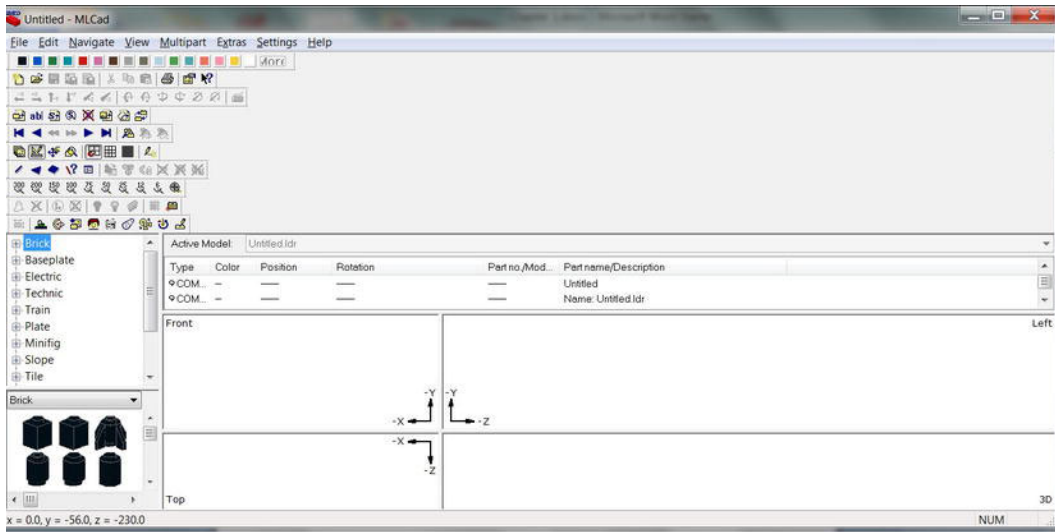 Untitled - MLCad
File Edit Navigate View Multipart Extras Settings Help
More
abl
Brick
Baseplate
Electric
Technic
Train
Plate
Minifig
Slope
Tile
Brick
Active Model: Untitled.ldr
Type Color Position Rotation Part no./Mod... Part name/Description
COM... — — — — Untitled
COM... — — — — Name: Untitled.ldr
Front
Left
-Y -Y
-X -Z
-X
-Z
Top
3D
x = 0.0, y = -56.0, z = -230.0 NUM